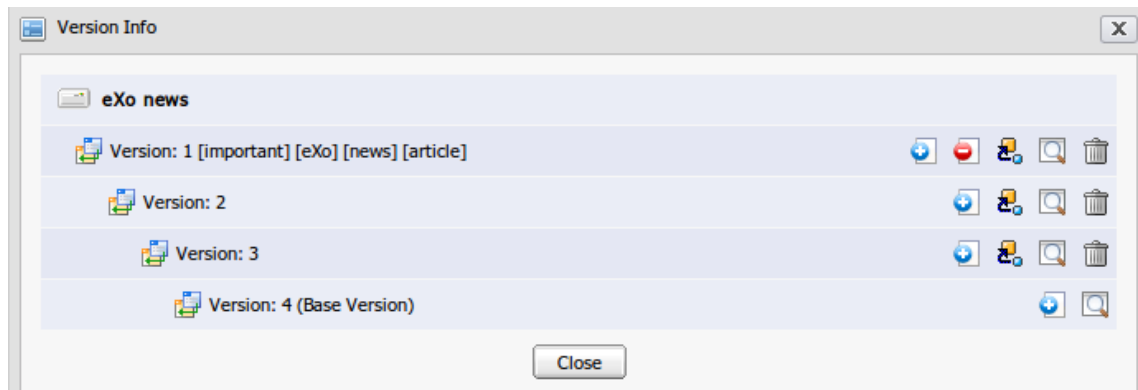 Version Info
eXo news
Version: 1 [important] [eXo] [news] [article]
Version: 2
Version: 3
Version: 4 (Base Version)
Close